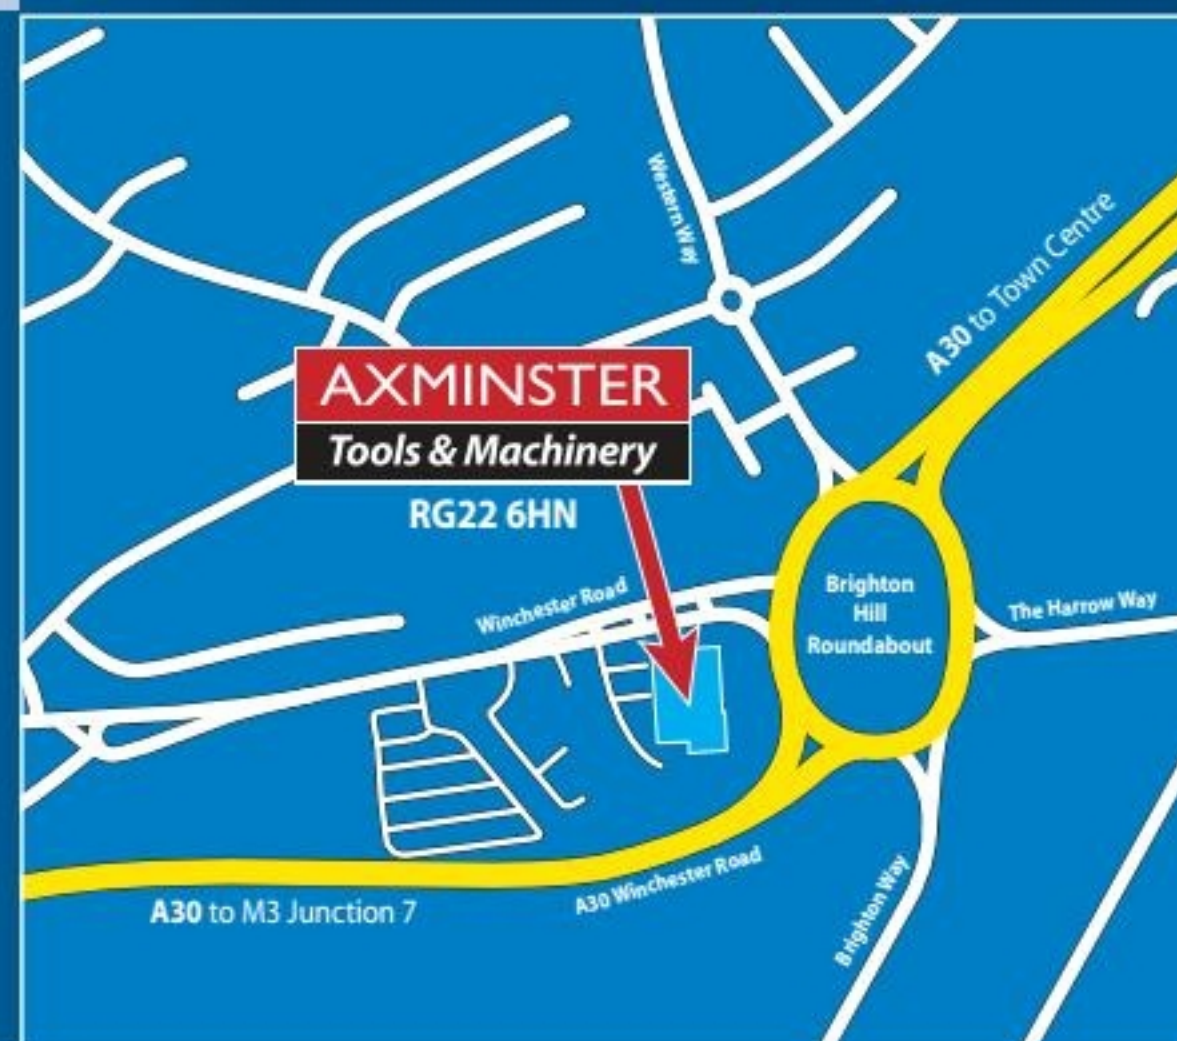 Western Way
A30 to Town Centre
AXMINSTER
Tools & Machinery
RG22 6HN
Winchester Road
Brighton
Hill
Roundabout
The Harrow Way
A30 Winchester Road
Brighton Way
A30 to M3 Junction 7